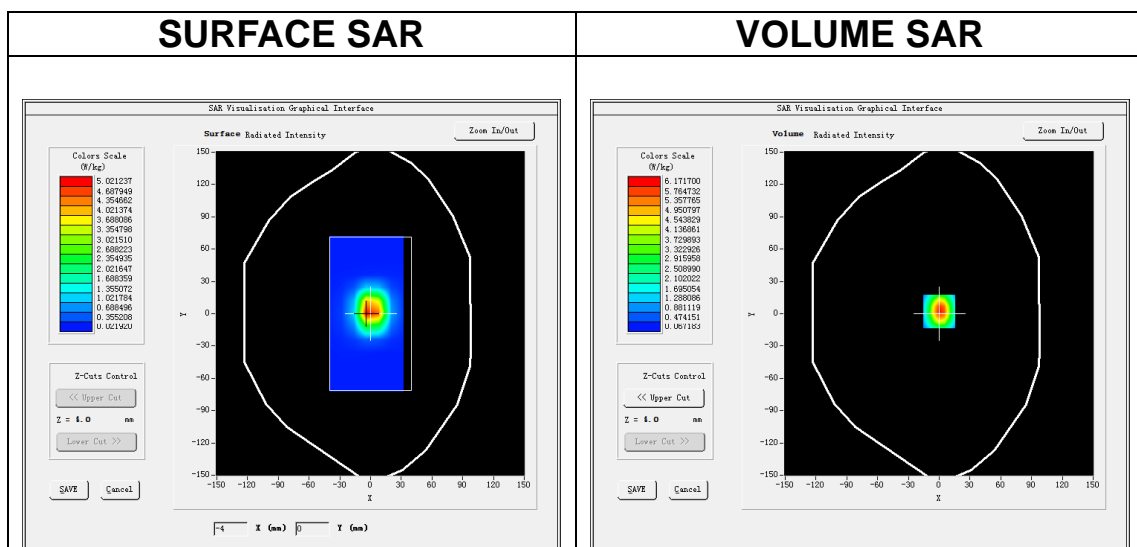 SURFACE SAR
VOLUME SAR
SAR Visualisation Graphical Interface
Surface Radiated Intensity
Zoom In/Out
Colors Scale
(W/kg)
5.021237
4.687949
4.354662
4.021374
3.688086
3.354798
3.021510
2.688223
2.354935
2.021647
1.688359
1.355072
1.021784
0.688496
0.355208
0.021920
Z-Cuts Control
<< Upper Cut
Z = 4.0 mm
Lower Cut >>
SAVE
Cancel
150
120
90
60
30
0
-30
-60
-90
-120
-150
Y
-150 -120 -90 -60 -30 0 30 60 90 120 150
X
-4 X (mm) 0 Y (mm)
SAR Visualisation Graphical Interface
Volume Radiated Intensity
Zoom In/Out
Colors Scale
(W/kg)
6.171700
5.764732
5.357765
4.950797
4.543829
4.136861
3.729893
3.322926
2.915958
2.508990
2.102022
1.695054
1.288086
0.881119
0.474151
0.067183
Z-Cuts Control
<< Upper Cut
Z = 4.0 mm
Lower Cut >>
SAVE
Cancel
150
120
90
60
30
0
-30
-60
-90
-120
-150
Y
-150 -120 -90 -60 -30 0 30 60 90 120 150
X